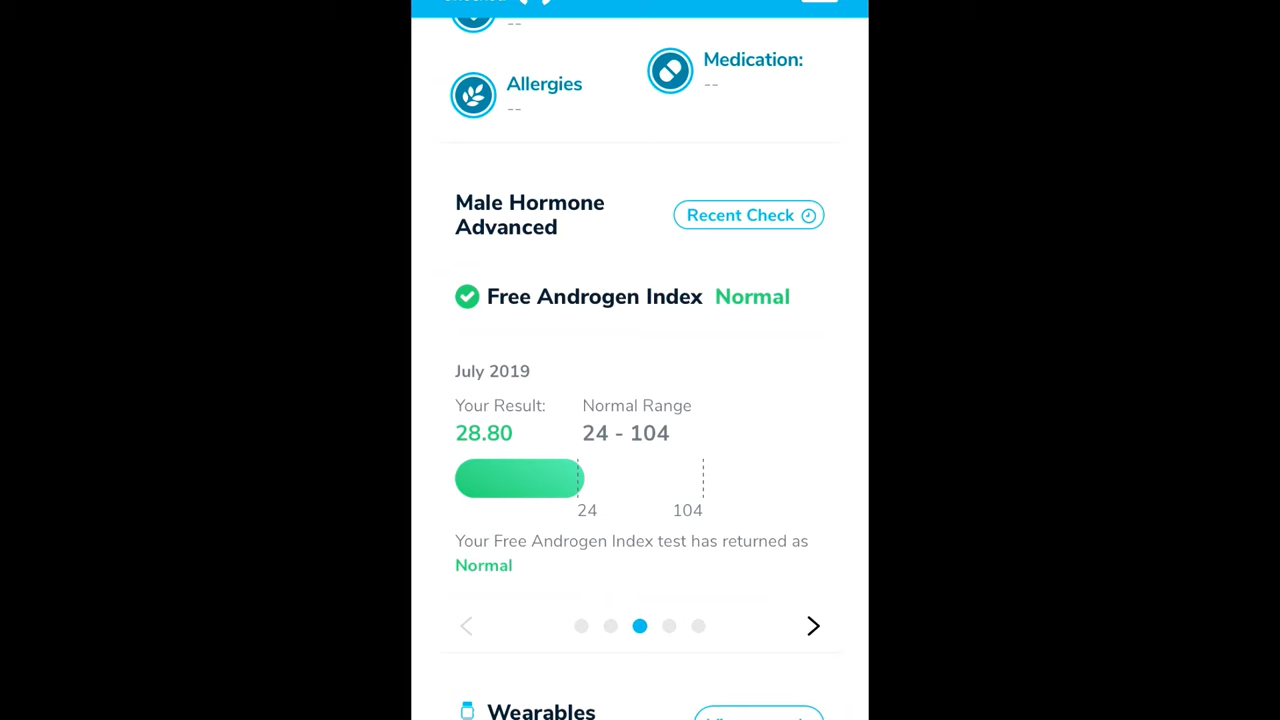 --
Medication:
--
Allergies
--
Male Hormone
Advanced
Recent Check
Free Androgen Index Normal
July 2019
Your Result: Normal Range
28.80 24 - 104
24 104
Your Free Androgen Index test has returned as
Normal
Wearables